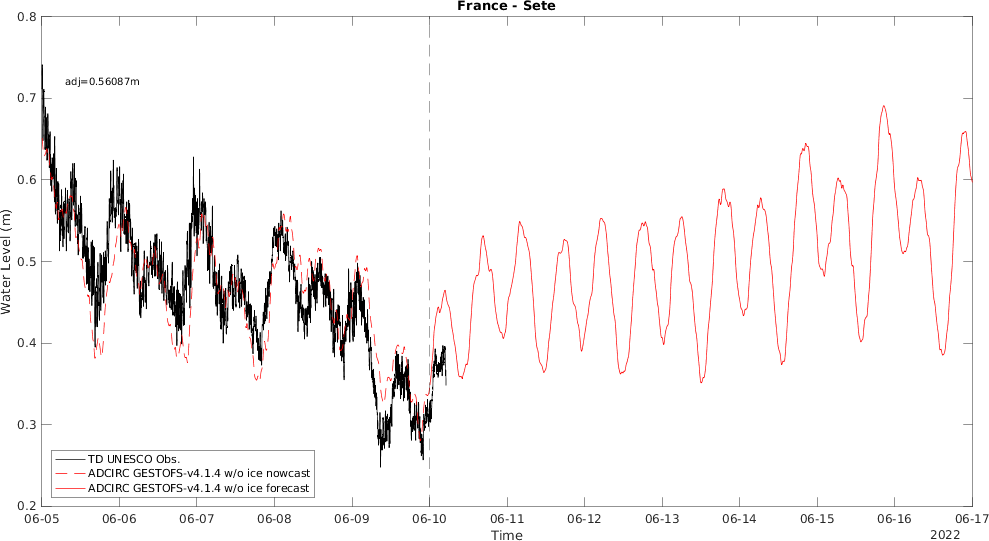 France - Sete
adj=0.56087m
Water Level (m)
0.8
0.7
0.6
0.5
0.4
0.3
0.2
TD UNESCO Obs.
ADCIRC GESTOFS-v4.1.4 w/o ice nowcast
ADCIRC GESTOFS-v4.1.4 w/o ice forecast
06-05 06-06 06-07 06-08 06-09 06-10 06-11 06-12 06-13 06-14 06-15 06-16 06-17
Time
2022